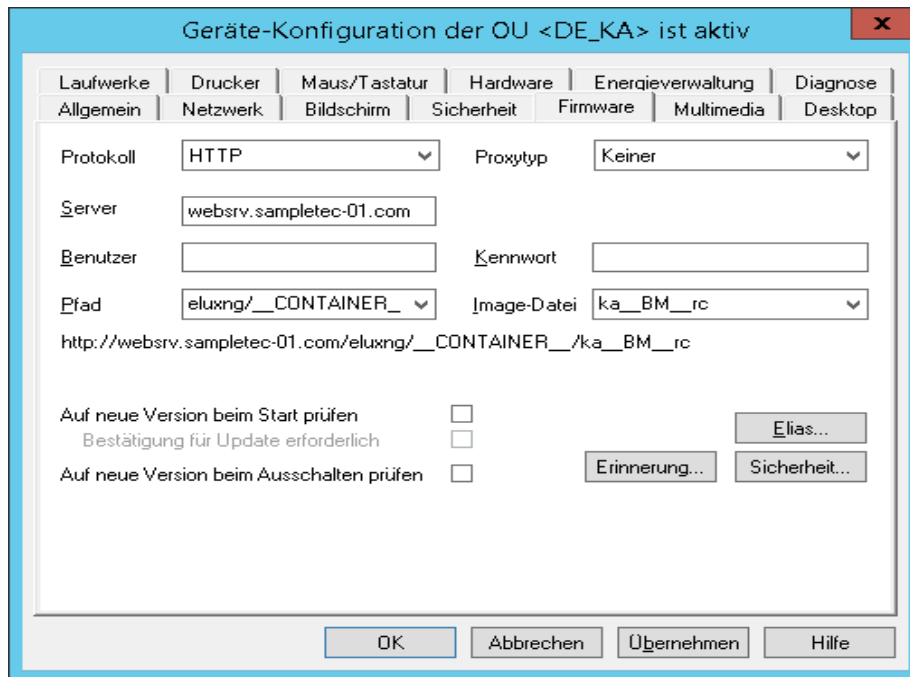 Geräte-Konfiguration der OU <DE_KA> ist aktiv
x
Laufwerke Drucker Maus/Tastatur Hardware Energieverwaltung Diagnose
Allgemein Netzwerk Bildschirm Sicherheit Firmware Multimedia Desktop
Protokoll HTTP Proxytyp Keiner
Server websrv.sampletec-01.com
Benutzer Kennwort
Pfad eluxng/__CONTAINER_ Image-Datei ka__BM__rc
http://websrv.sampletec-01.com/eluxng/__CONTAINER__/ka__BM__rc
Auf neue Version beim Start prüfen
Elias...
Bestätigung für Update erforderlich
Auf neue Version beim Ausschalten prüfen Erinnerung... Sicherheit...
OK Abbrechen Übernehmen Hilfe